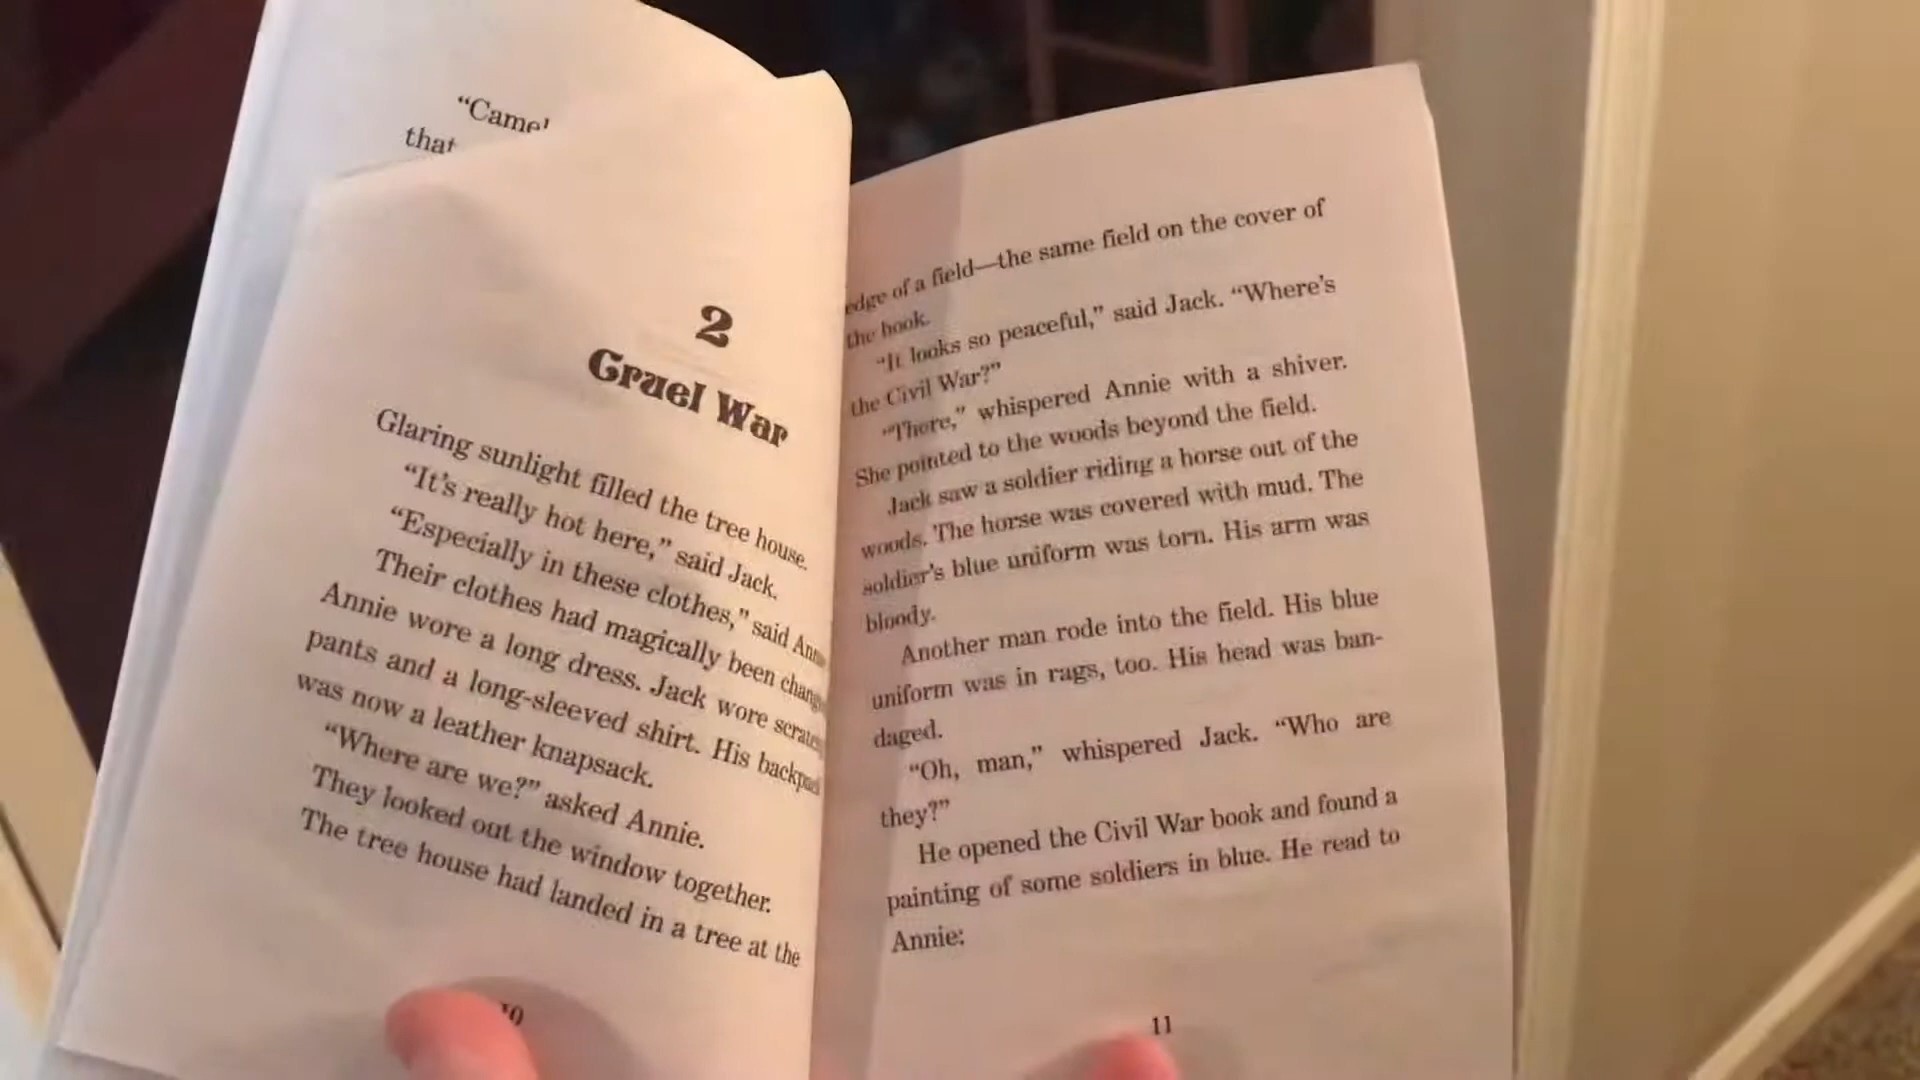 “Camel
that
2
Cruel War
Glaring sunlight filled the tree house.
“It’s really hot here,” said Jack.
“Especially in these clothes,” said
Their clothes had magically been
Annie wore a long dress. Jack wore
pants and a long-sleeved shirt. His backpack
was now a leather knapsack.
“Where are we?” asked Annie.
They looked out the window together.
The tree house had landed in a tree at the
10
edge of a field—the same field on the cover of
the book.
“It looks so peaceful,” said Jack. “Where’s
the Civil War?”
“There,” whispered Annie with a shiver.
She pointed to the woods beyond the field.
Jack saw a soldier riding a horse out of the
woods. The horse was covered with mud. The
soldier’s blue uniform was torn. His arm was
bloody.
Another man rode into the field. His blue
uniform was in rags, too. His head was ban-
daged.
“Oh, man,” whispered Jack. “Who are
they?”
He opened the Civil War book and found a
painting of some soldiers in blue. He read to
Annie:
11